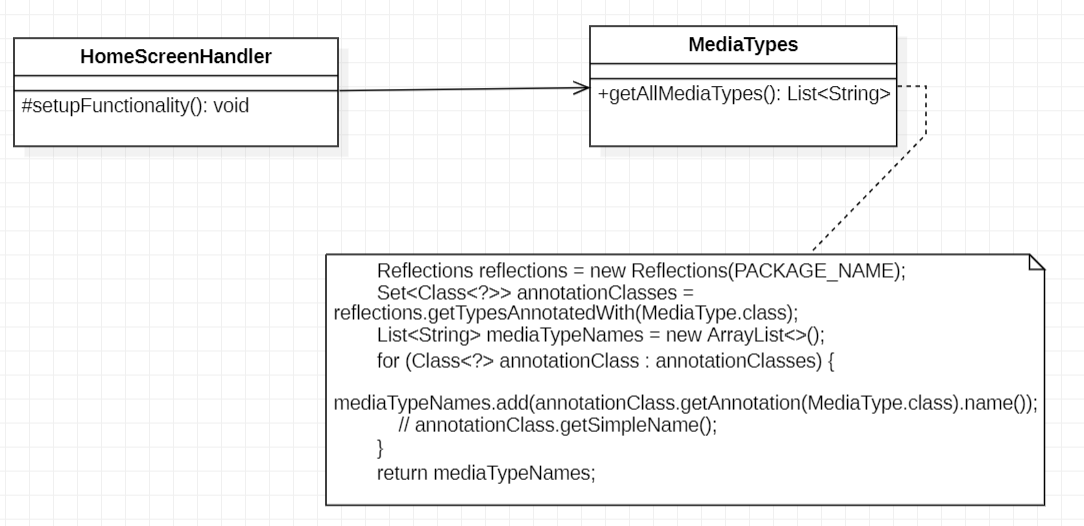 HomeScreenHandler
#setupFunctionality(): void
MediaTypes
+getAllMediaTypes(): List<String>
Reflections reflections = new Reflections(PACKAGE_NAME);
Set<Class<?>> annotationClasses =
reflections.getTypesAnnotatedWith(MediaType.class);
List<String> mediaTypeNames = new ArrayList<>();
for (Class<?> annotationClass : annotationClasses) {
mediaTypeNames.add(annotationClass.getAnnotation(MediaType.class).name());
// annotationClass.getSimpleName();
}
return mediaTypeNames;